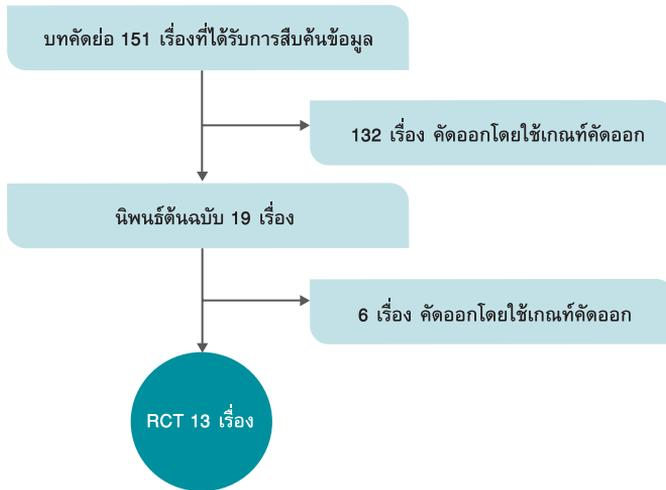 บทคัดย่อ 151 เรื่องที่ได้รับการสืบค้นข้อมูล
132 เรื่อง คัดออกโดยใช้เกณฑ์คัดออก
นิพนธ์ต้นฉบับ 19 เรื่อง
6 เรื่อง คัดออกโดยใช้เกณฑ์คัดออก
RCT 13 เรื่อง